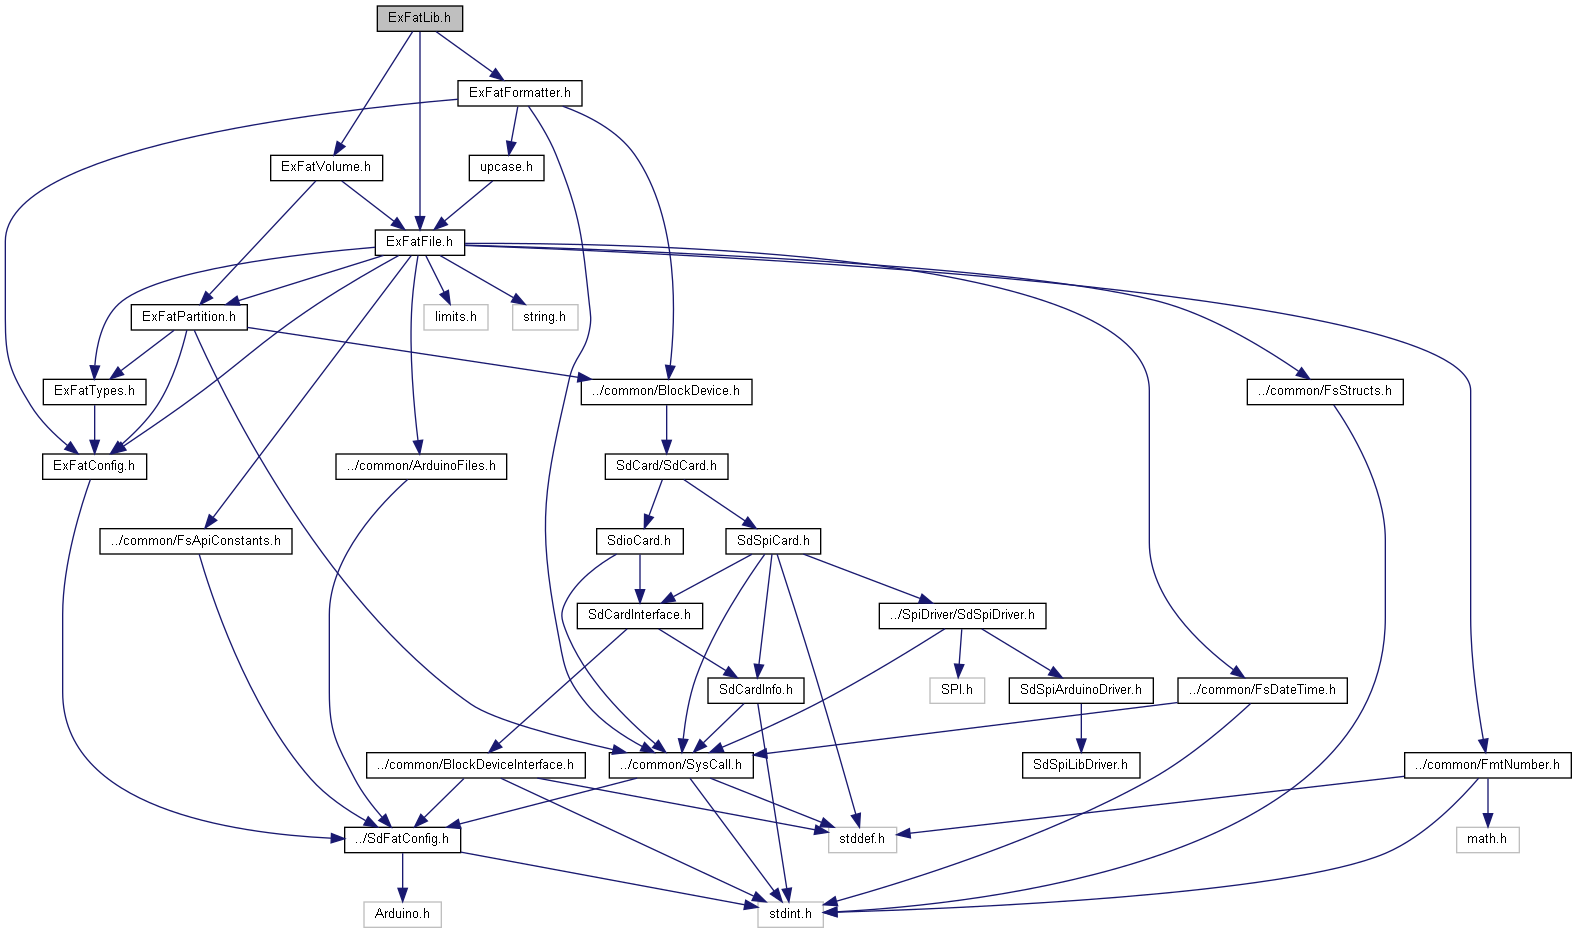 ExFatLib.h
ExFatFormatter.h
ExFatVolume.h
upcase.h
ExFatFile.h
ExFatPartition.h
limits.h
string.h
ExFatTypes.h
../common/BlockDevice.h
../common/FsStructs.h
ExFatConfig.h
../common/ArduinoFiles.h
SdCard/SdCard.h
../common/FsApiConstants.h
SdioCard.h
SdSpiCard.h
SdCardInterface.h
../SpiDriver/SdSpiDriver.h
SdCardInfo.h
SPI.h
SdSpiArduinoDriver.h
../common/FsDateTime.h
../common/BlockDeviceInterface.h
../common/SysCall.h
SdSpiLibDriver.h
../common/FmtNumber.h
../SdFatConfig.h
stddef.h
math.h
Arduino.h
stdint.h